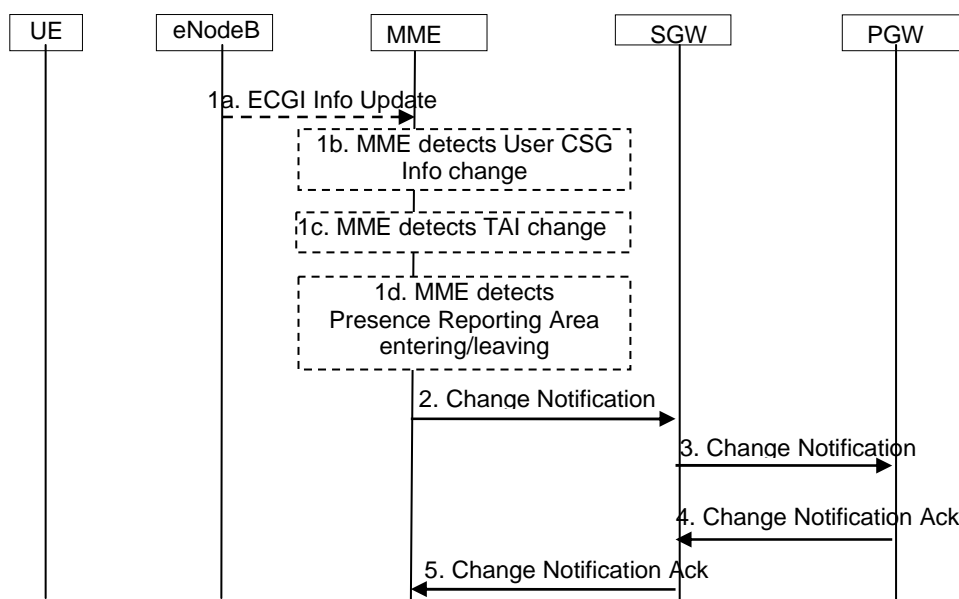 UE
eNodeB
MME
SGW
PGW
1a. ECGI Info Update
1b. MME detects User CSG
Info change
1c. MME detects TAI change
1d. MME detects
Presence Reporting Area
entering/leaving
2. Change Notification
3. Change Notification
4. Change Notification Ack
5. Change Notification Ack